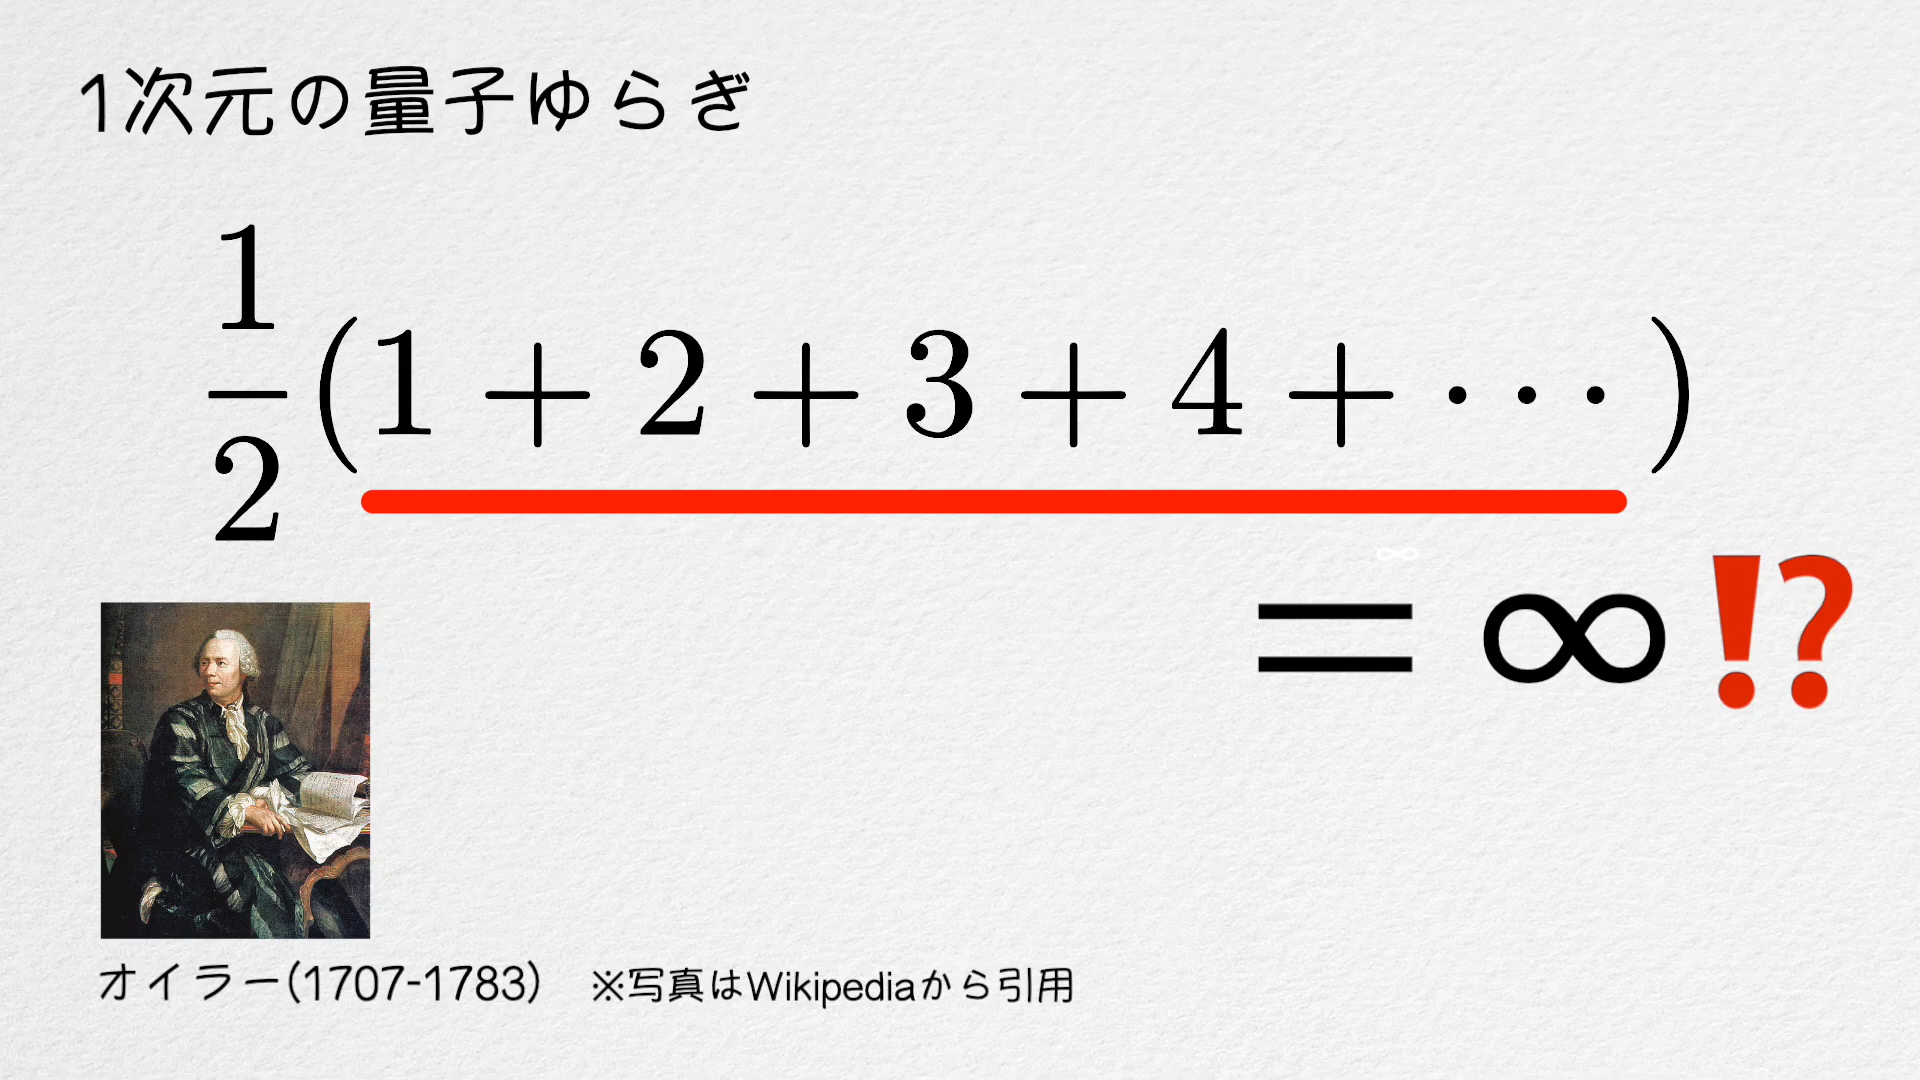 1次元の量子ゆらぎ
1/2(1 + 2 + 3 + 4 + ···)
= ∞⁉
∞
オイラー(1707-1783) ※写真はWikipediaから引用